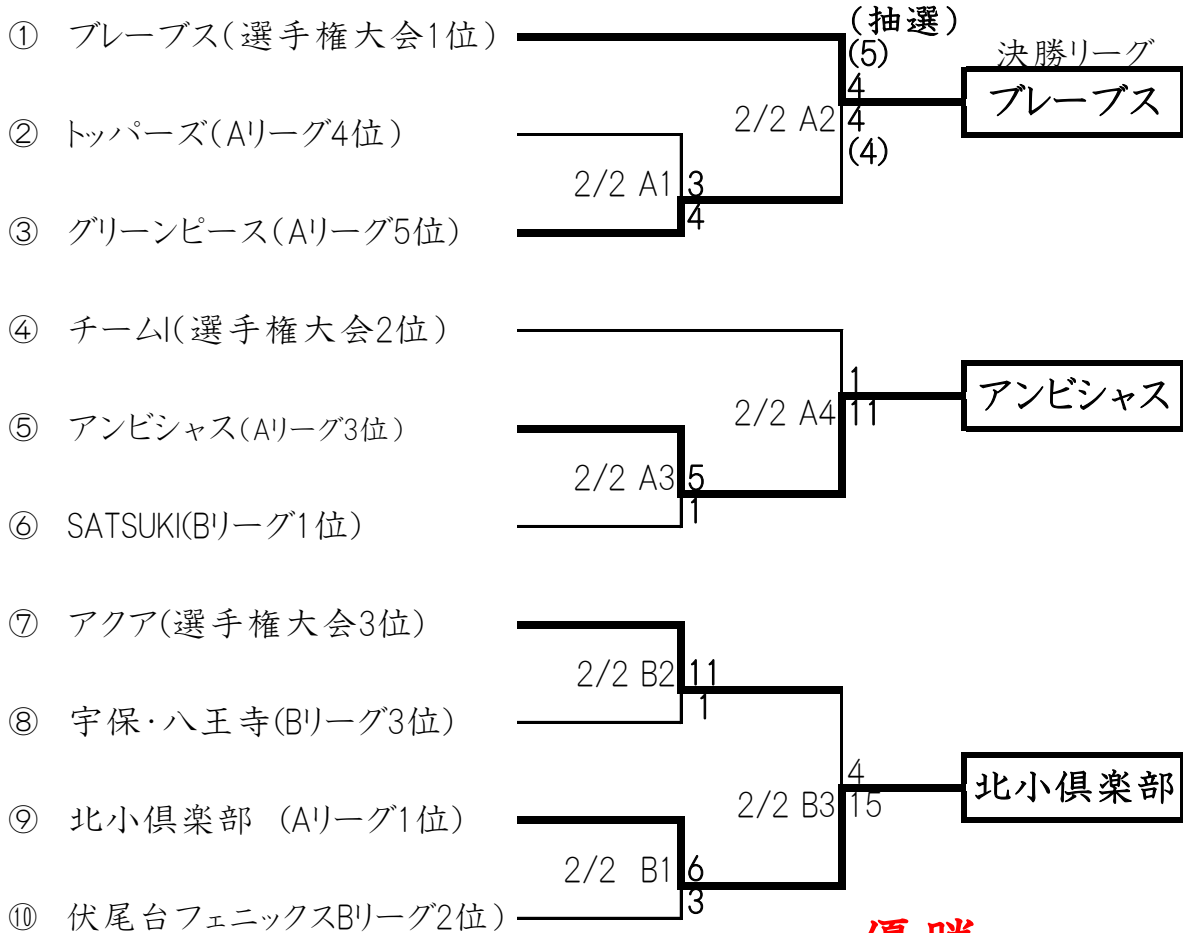 (抽選)
① ブレーブス(選手権大会1位)
(5)
決勝リーグ
4
ブレーブス
2/2 A2
4
② トッパーズ(Aリーグ4位)
(4)
2/2 A1
3
4
③ グリーンピース(Aリーグ5位)
④ チームI(選手権大会2位)
1
アンビシャス
2/2 A4
11
⑤ アンビシャス(Aリーグ3位)
2/2 A3
5
1
⑥ SATSUKI(Bリーグ1位)
⑦ アクア(選手権大会3位)
2/2 B2
11
1
⑧ 宇保・八王寺(Bリーグ3位)
4
北小倶楽部
2/2 B3
15
⑨ 北小倶楽部 (Aリーグ1位)
2/2 B1
6
3
⑩ 伏尾台フェニックスBリーグ2位)
優勝